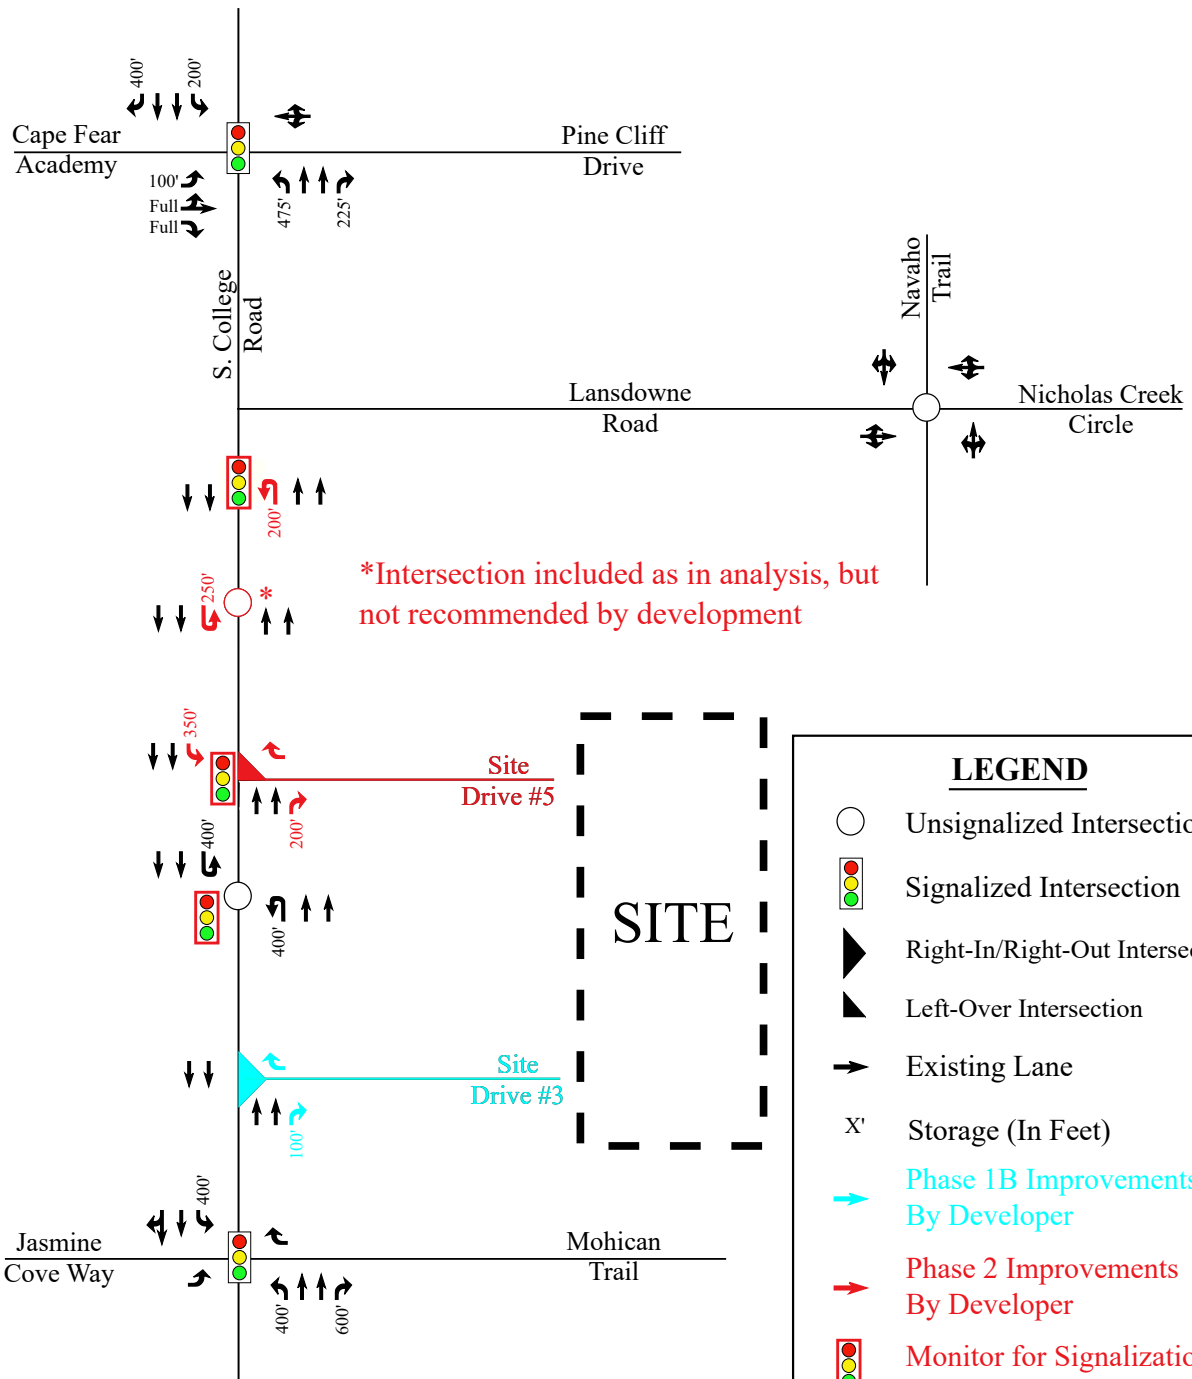 400'
200'
Cape Fear
Academy
Pine Cliff
Drive
100'
Full
Full
475'
225'
S. College
Road
Navaho
Trail
Lansdowne
Road
Nicholas Creek
Circle
200'
250'
*
*Intersection included as in analysis, but
not recommended by development
350'
Site
Drive #5
200'
400'
400'
SITE
Site
Drive #3
100'
400'
Jasmine
Cove Way
Mohican
Trail
400'
600'
LEGEND
Unsignalized Intersectio
Signalized Intersection
Right-In/Right-Out Intersec
Left-Over Intersection
Existing Lane
X'
Storage (In Feet)
Phase 1B Improvements
By Developer
Phase 2 Improvements
By Developer
Monitor for Signalizatio